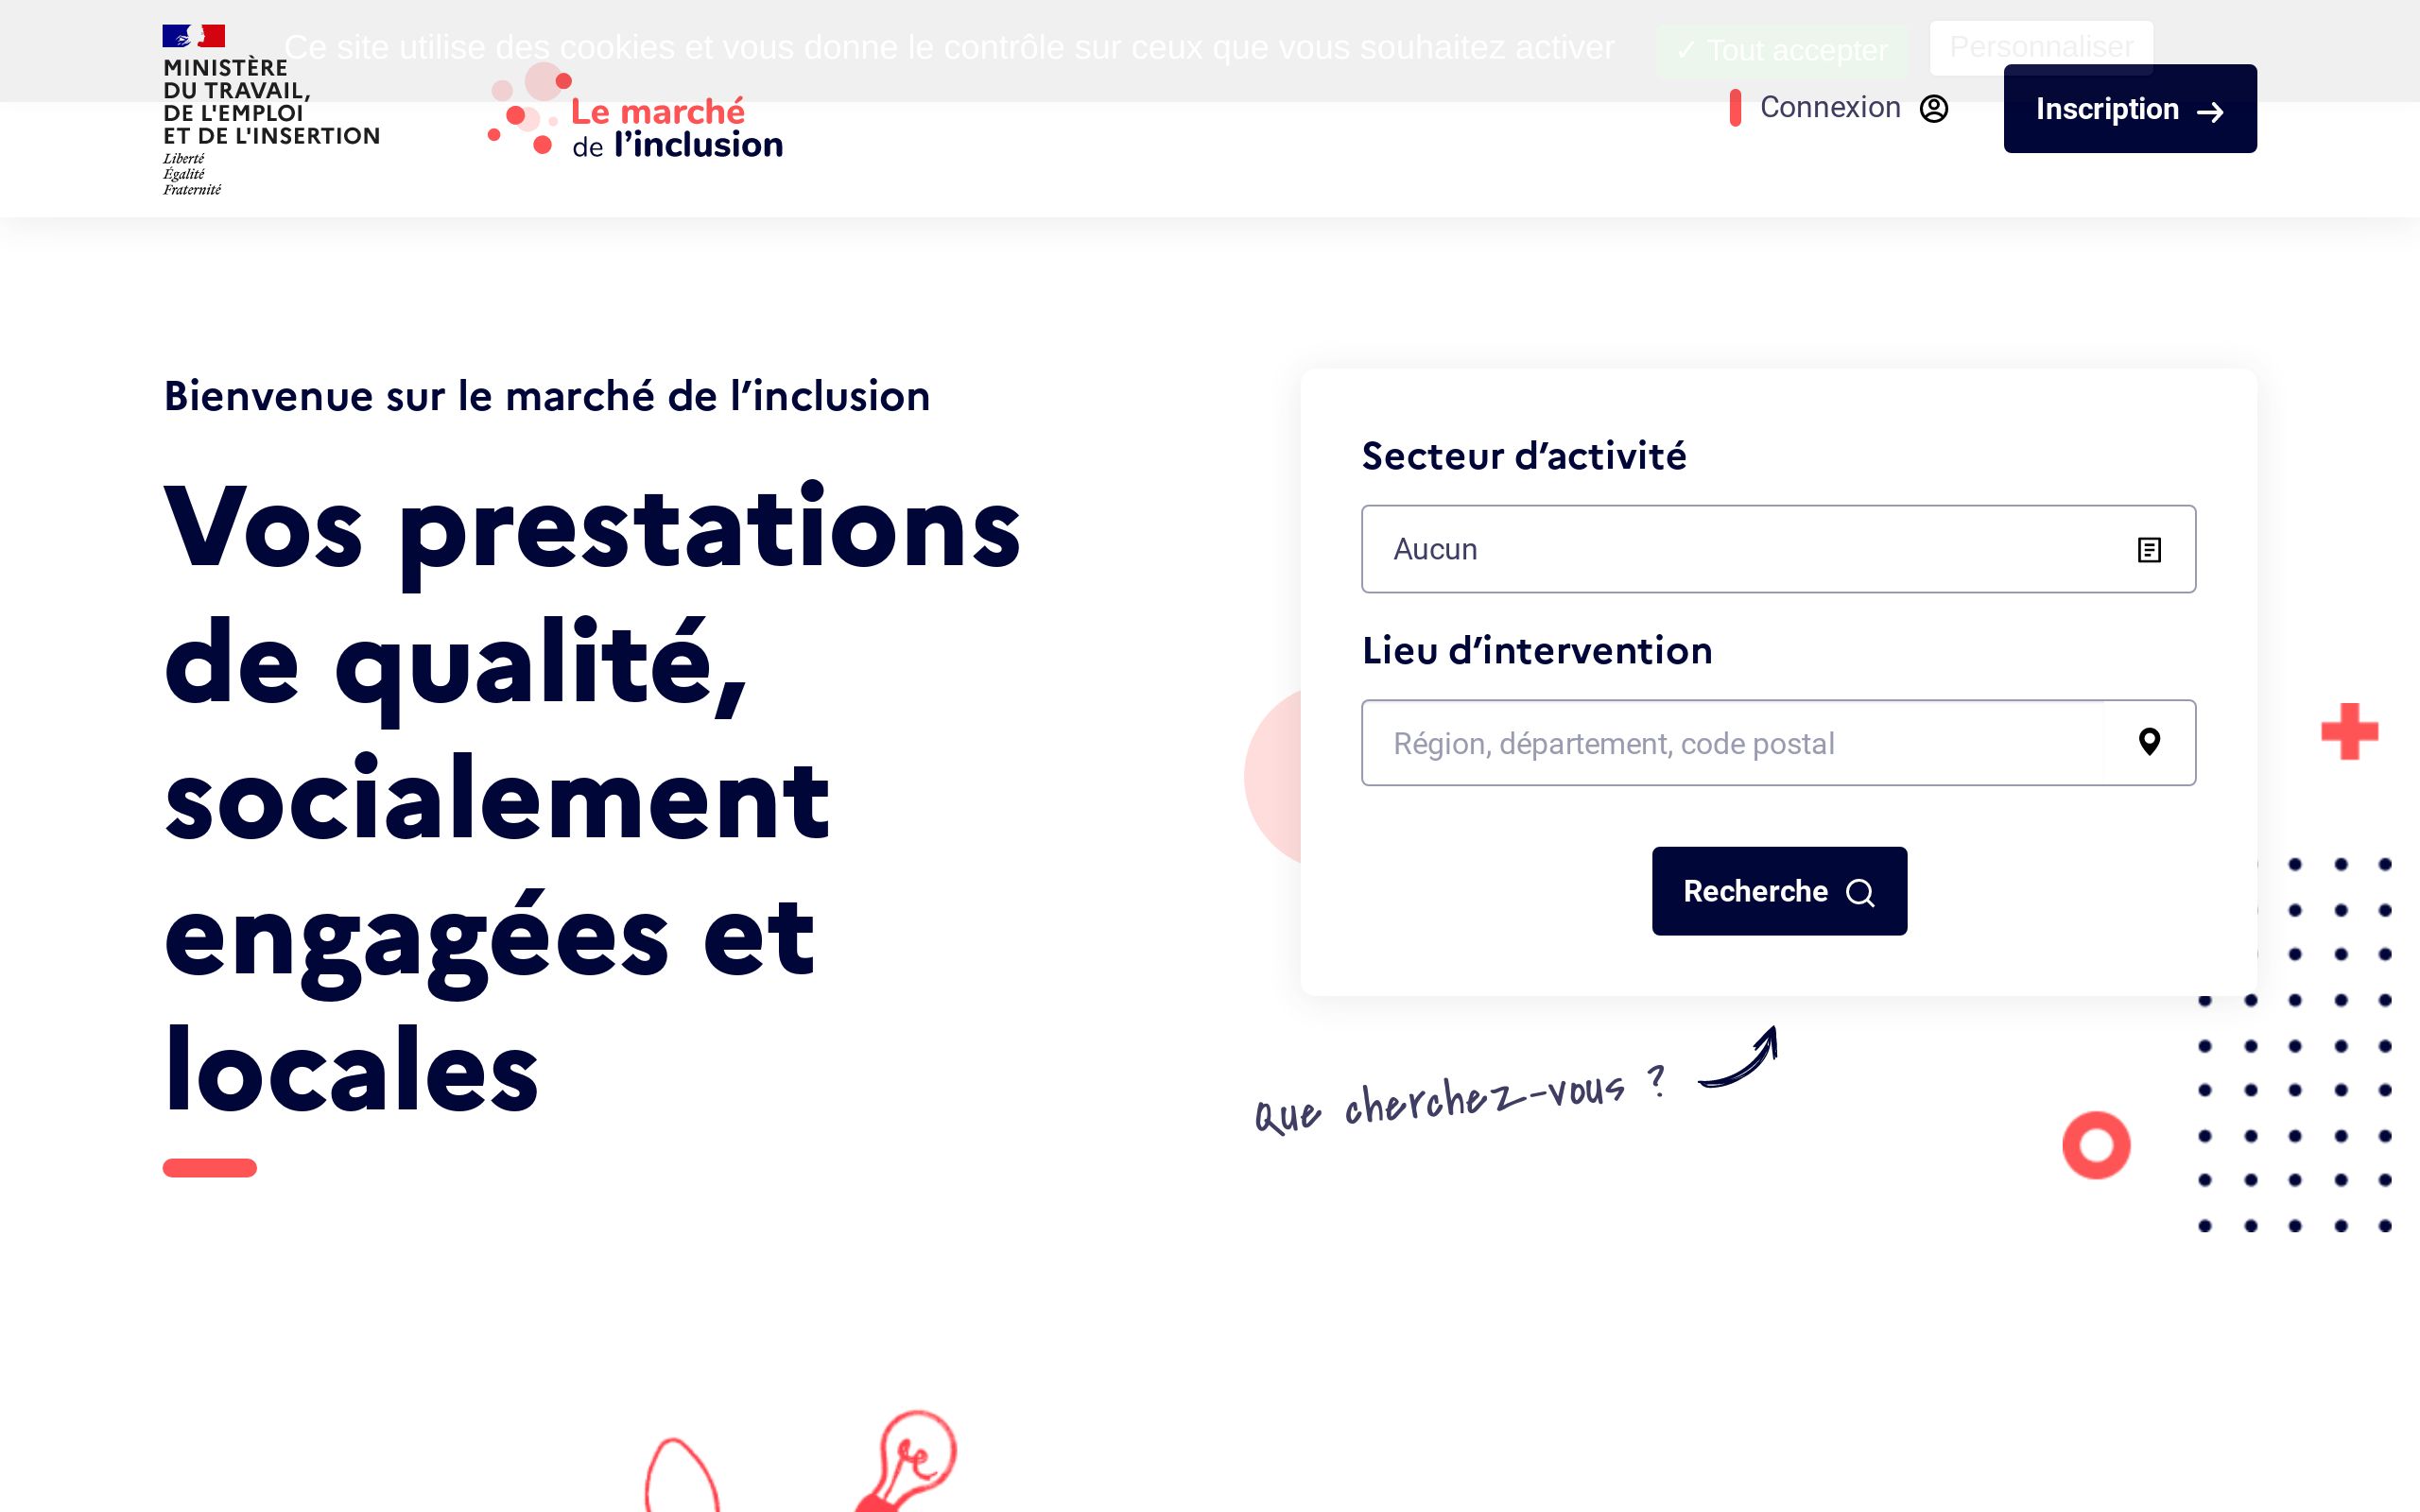 Ce site utilise des cookies et vous donne le contrôle sur ceux que vous souhaitez activer
✓ Tout accepter
Personnaliser
MINISTÈRE
DU TRAVAIL,
DE L'EMPLOI
ET DE L'INSERTION
Liberté
Égalité
Fraternité
Le marché
de l’inclusion
Connexion
Inscription
Bienvenue sur le marché de l’inclusion
Vos prestations
de qualité,
socialement
engagées et
locales
Secteur d’activité
Aucun
Lieu d’intervention
Région, département, code postal
Recherche
Que cherchez-vous ?